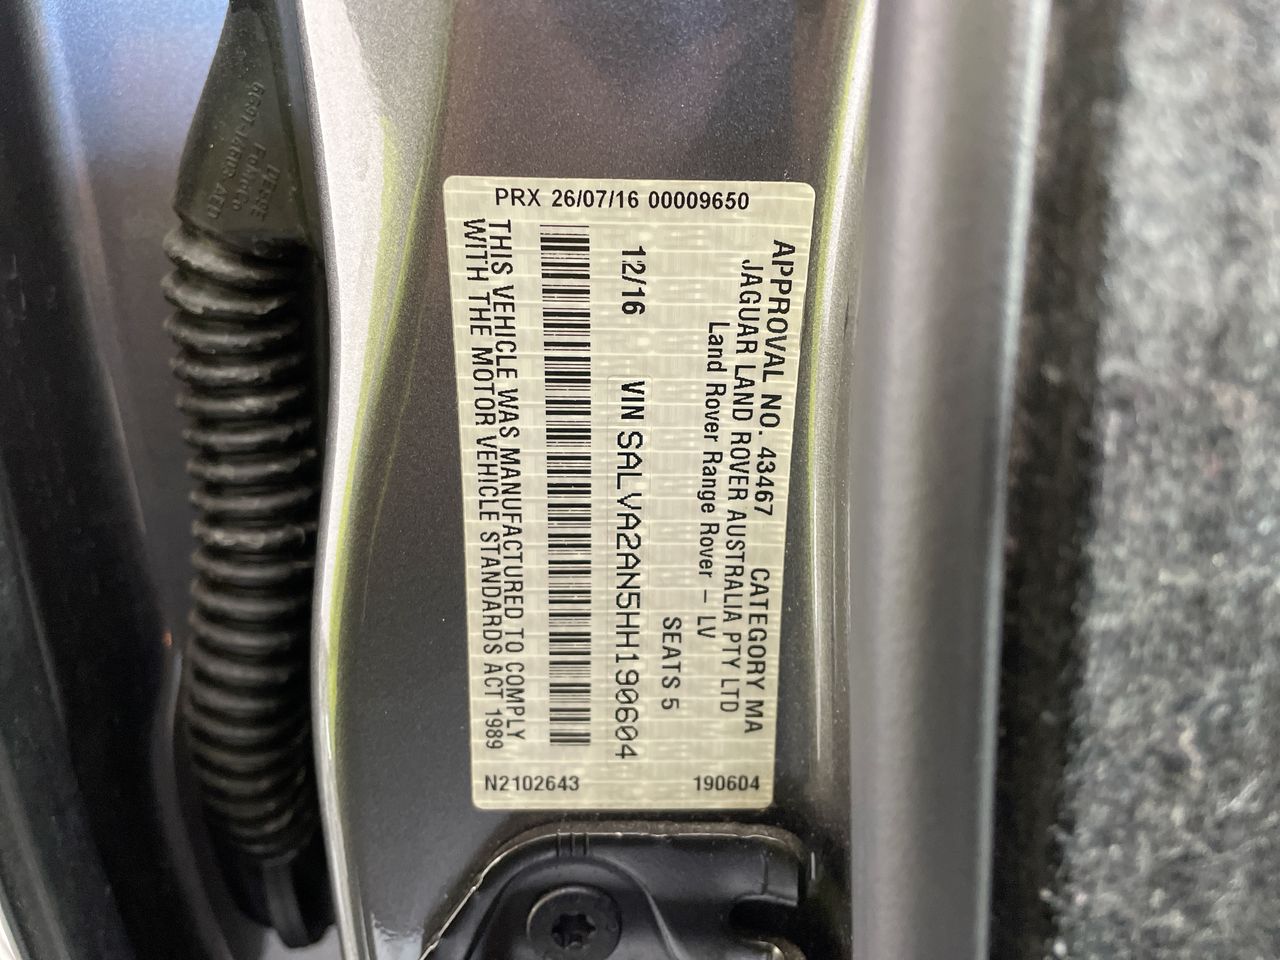 PRX 26/07/16 00009650
APPROVAL NO. 43467 CATEGORY MA
JAGUAR LAND ROVER AUSTRALIA PTY LTD
Land Rover Range Rover – LV
SEATS 5
12/16 VIN SALVA2AN5HH190604
THIS VEHICLE WAS MANUFACTURED TO COMPLY
WITH THE MOTOR VEHICLE STANDARDS ACT 1989
N2102643 190604